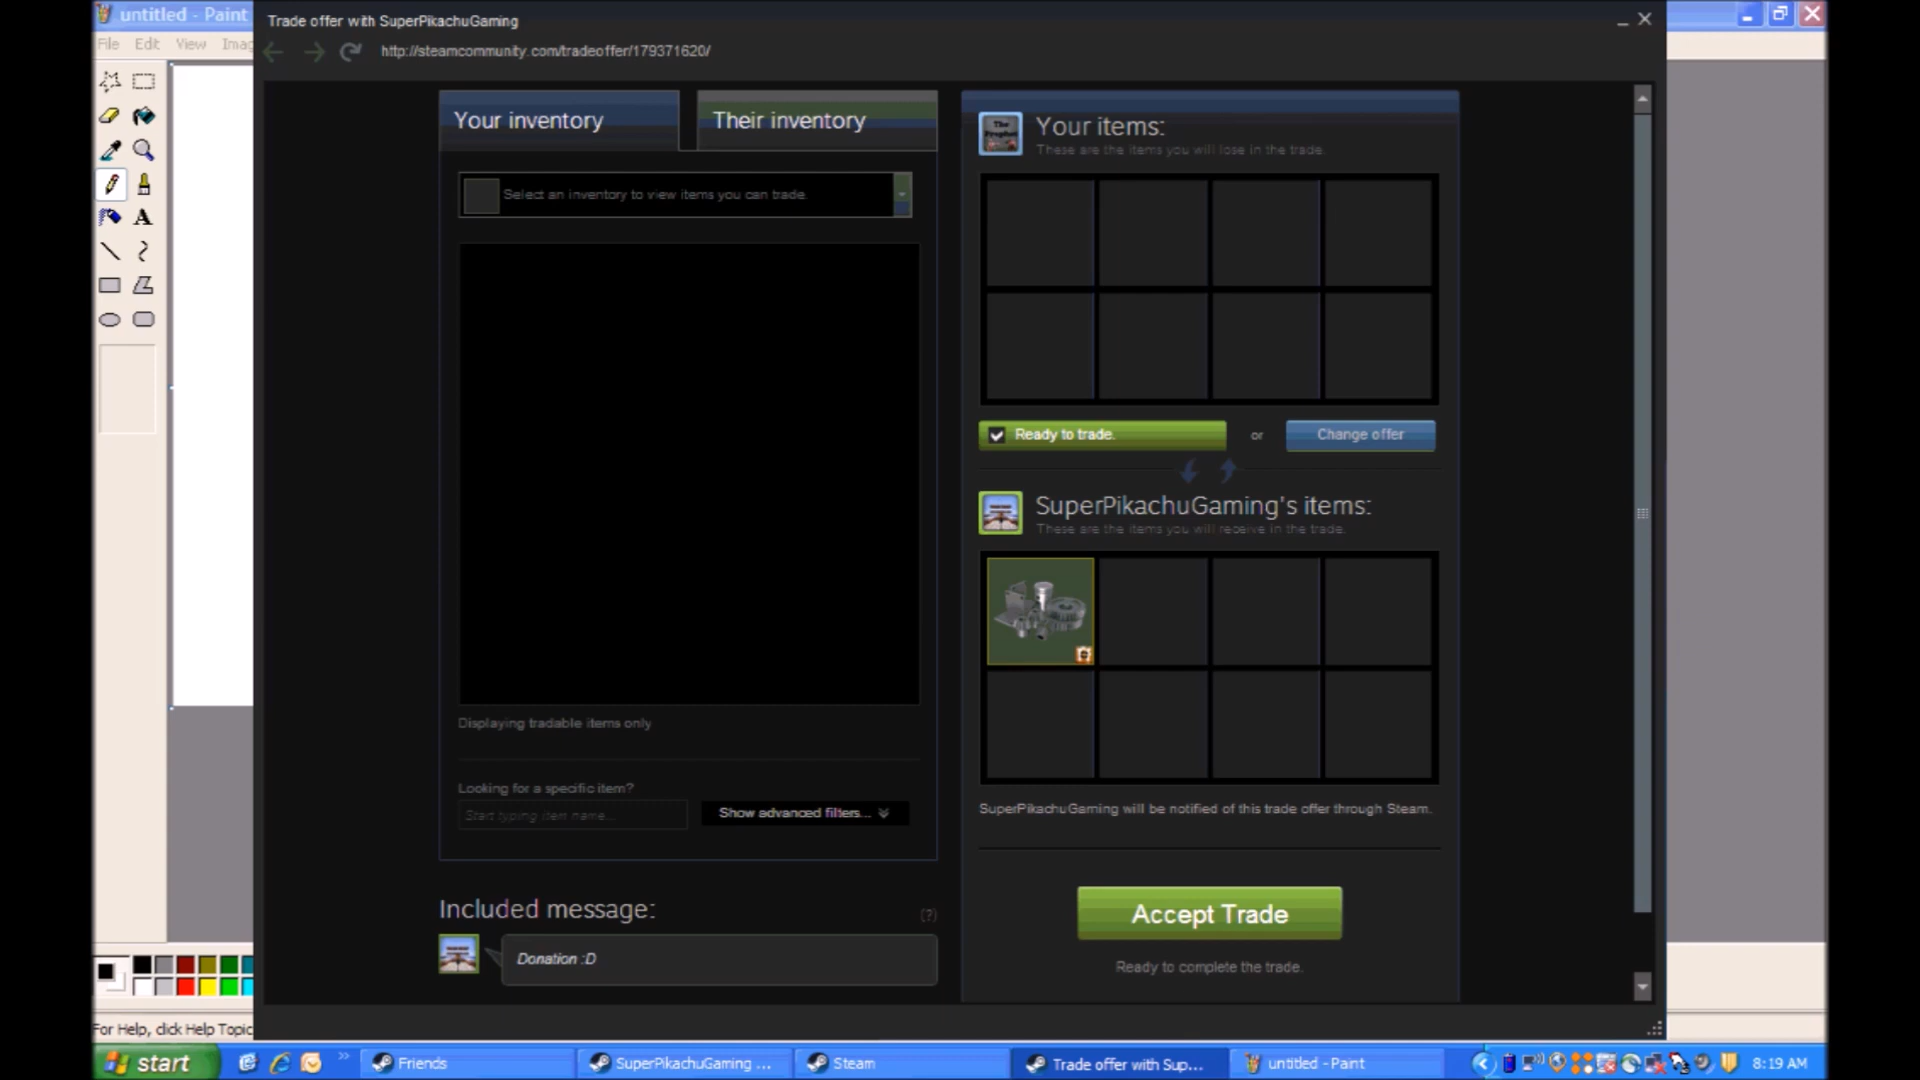 untitled - Paint
File Edit View Imag
Trade offer with SuperPikachuGaming
http://steamcommunity.com/tradeoffer/179371620/
Your inventory
Their inventory
Select an inventory to view items you can trade.
Displaying tradable items only
Looking for a specific item?
Start typing item name...
Show advanced filters...
Included message:
(?)
Donation :D
The
Prophet
Your items:
These are the items you will lose in the trade.
Ready to trade.
or
Change offer
SuperPikachuGaming's items:
These are the items you will receive in the trade.
SuperPikachuGaming will be notified of this trade offer through Steam.
Accept Trade
Ready to complete the trade.
For Help, click Help Topic
start
Friends
SuperPikachuGaming ...
Steam
Trade offer with Sup...
untitled - Paint
8:19 AM